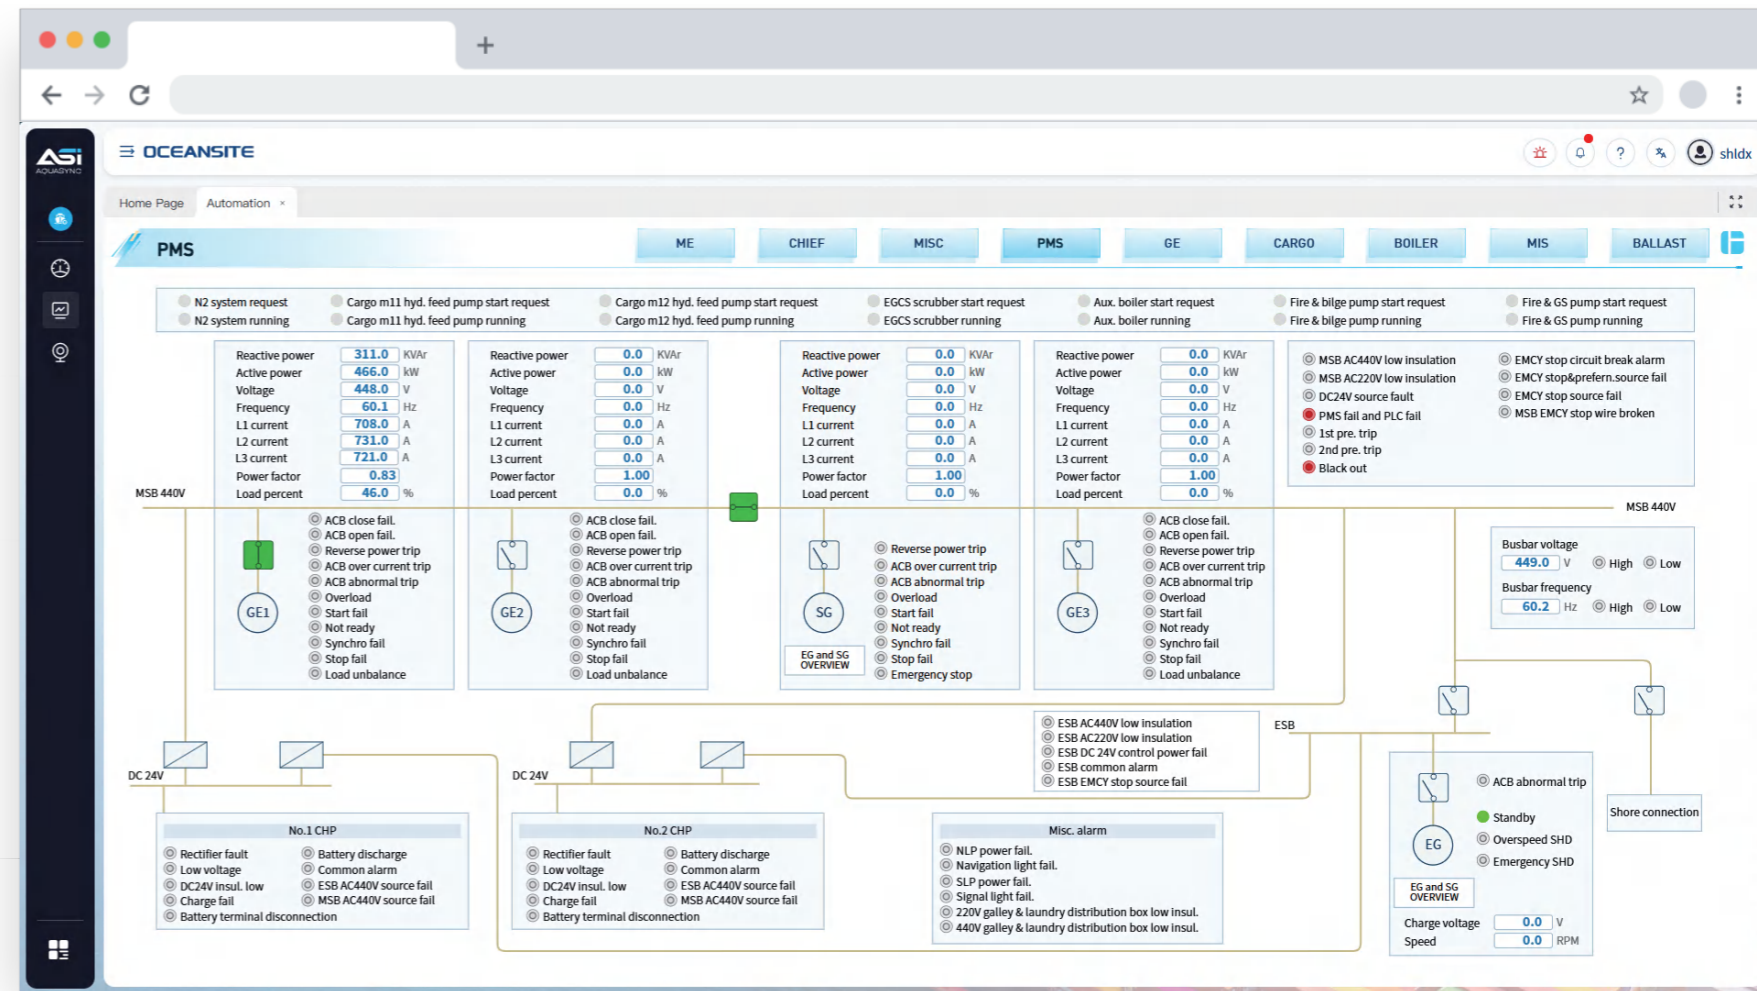 ASi
AQUASYNC
OCEANSITE
shldx
Home Page
Automation ×
PMS
ME
CHIEF
MISC
PMS
GE
CARGO
BOILER
MIS
BALLAST
N2 system request
Cargo m11 hyd. feed pump start request
Cargo m12 hyd. feed pump start request
EGCS scrubber start request
Aux. boiler start request
Fire & bilge pump start request
Fire & GS pump start request
N2 system running
Cargo m11 hyd. feed pump running
Cargo m12 hyd. feed pump running
EGCS scrubber running
Aux. boiler running
Fire & bilge pump running
Fire & GS pump running
Reactive power 311.0 KVAr
Active power 466.0 kW
Voltage 448.0 V
Frequency 60.1 Hz
L1 current 708.0 A
L2 current 731.0 A
L3 current 721.0 A
Power factor 0.83
Load percent 46.0 %
Reactive power 0.0 KVAr
Active power 0.0 kW
Voltage 0.0 V
Frequency 0.0 Hz
L1 current 0.0 A
L2 current 0.0 A
L3 current 0.0 A
Power factor 1.00
Load percent 0.0 %
Reactive power 0.0 KVAr
Active power 0.0 kW
Voltage 0.0 V
Frequency 0.0 Hz
L1 current 0.0 A
L2 current 0.0 A
L3 current 0.0 A
Power factor 1.00
Load percent 0.0 %
Reactive power 0.0 KVAr
Active power 0.0 kW
Voltage 0.0 V
Frequency 0.0 Hz
L1 current 0.0 A
L2 current 0.0 A
L3 current 0.0 A
Power factor 1.00
Load percent 0.0 %
MSB AC440V low insulation
MSB AC220V low insulation
DC24V source fault
PMS fail and PLC fail
1st pre. trip
2nd pre. trip
Black out
EMCY stop circuit break alarm
EMCY stop&prefern.source fail
EMCY stop source fail
MSB EMCY stop wire broken
MSB 440V
MSB 440V
GE1
ACB close fail.
ACB open fail.
Reverse power trip
ACB over current trip
ACB abnormal trip
Overload
Start fail
Not ready
Synchro fail
Stop fail
Load unbalance
GE2
ACB close fail.
ACB open fail.
Reverse power trip
ACB over current trip
ACB abnormal trip
Overload
Start fail
Not ready
Synchro fail
Stop fail
Load unbalance
SG
EG and SG
OVERVIEW
Reverse power trip
ACB over current trip
ACB abnormal trip
Overload
Start fail
Not ready
Synchro fail
Stop fail
Emergency stop
GE3
ACB close fail.
ACB open fail.
Reverse power trip
ACB over current trip
ACB abnormal trip
Overload
Start fail
Not ready
Synchro fail
Stop fail
Load unbalance
Busbar voltage
449.0 V High Low
Busbar frequency
60.2 Hz High Low
DC 24V
DC 24V
ESB AC440V low insulation
ESB AC220V low insulation
ESB DC 24V control power fail
ESB common alarm
ESB EMCY stop source fail
ESB
No.1 CHP
Rectifier fault
Battery discharge
Low voltage
Common alarm
DC24V insul. low
ESB AC440V source fail
Charge fail
MSB AC440V source fail
Battery terminal disconnection
No.2 CHP
Rectifier fault
Battery discharge
Low voltage
Common alarm
DC24V insul. low
ESB AC440V source fail
Charge fail
MSB AC440V source fail
Battery terminal disconnection
Misc. alarm
NLP power fail.
Navigation light fail.
SLP power fail.
Signal light fail.
220V galley & laundry distribution box low insul.
440V galley & laundry distribution box low insul.
ACB abnormal trip
Standby
Overspeed SHD
Emergency SHD
EG
EG and SG
OVERVIEW
Charge voltage 0.0 V
Speed 0.0 RPM
Shore connection